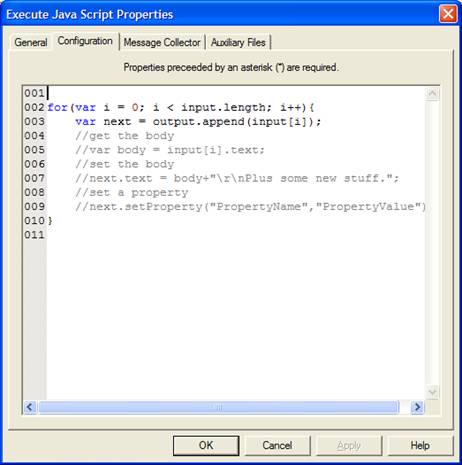 Execute Java Script Properties
General Configuration Message Collector Auxiliary Files
Properties preceeded by an asterisk (*) are required.
001
002 for(var i = 0; i < input.length; i++){
003     var next = output.append(input[i]);
004     //get the body
005     //var body = input[i].text;
006     //set the body
007     //next.text = body+"\r\nPlus some new stuff.";
008     //set a property
009     //next.setProperty("PropertyName","PropertyValue")
010 }
011
OK Cancel Apply Help